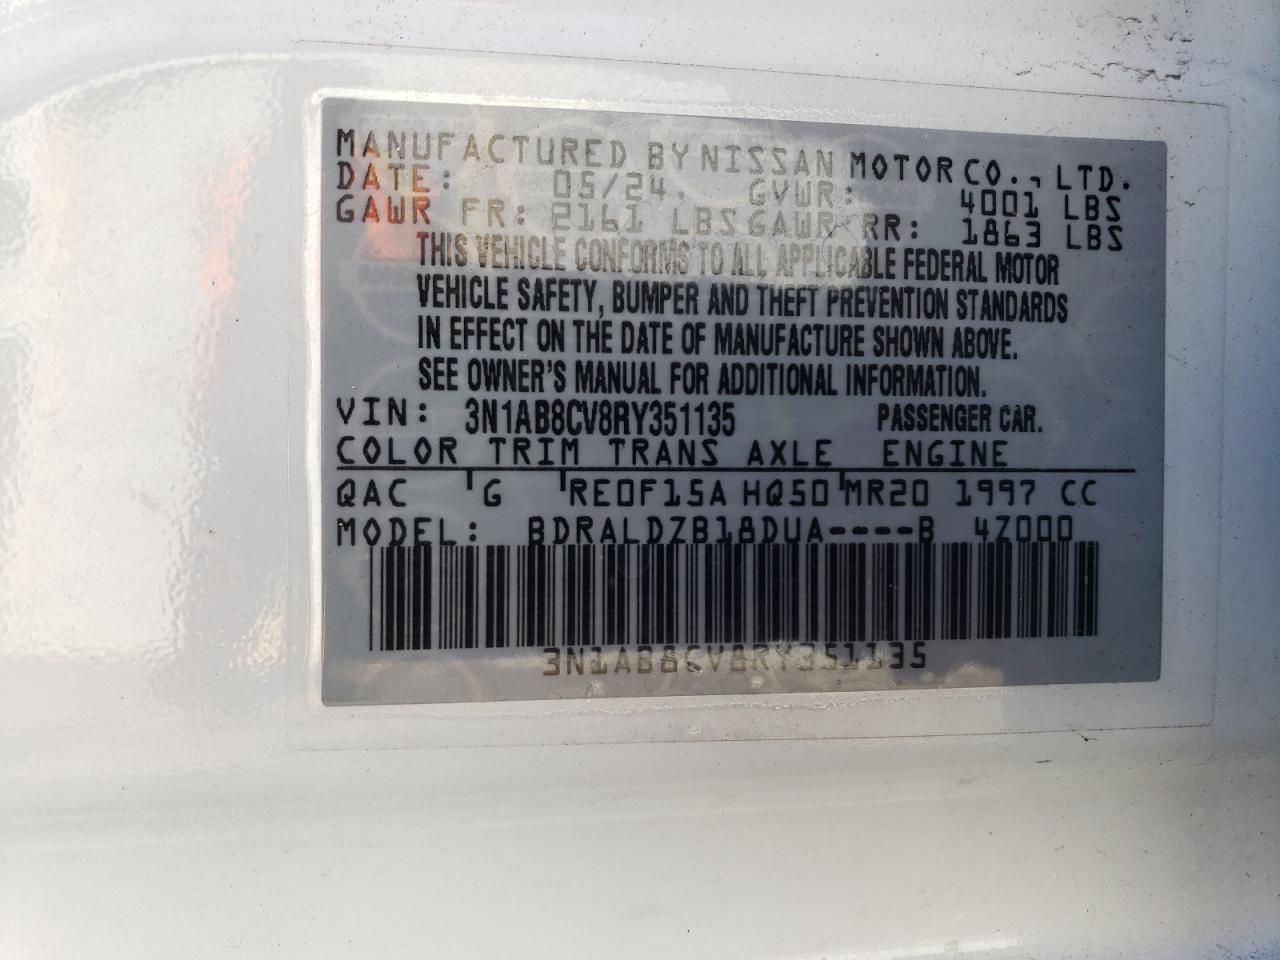 MANUFACTURED BY NISSAN MOTOR CO., LTD.
DATE: 05/24. GVWR: 4001 LBS
GAWR FR: 2161 LBS GAWR RR: 1863 LBS
THIS VEHICLE CONFORMS TO ALL APPLICABLE FEDERAL MOTOR
VEHICLE SAFETY, BUMPER AND THEFT PREVENTION STANDARDS
IN EFFECT ON THE DATE OF MANUFACTURE SHOWN ABOVE.
SEE OWNER'S MANUAL FOR ADDITIONAL INFORMATION.
VIN: 3N1AB8CV8RY351135 PASSENGER CAR.
COLOR TRIM TRANS AXLE ENGINE
QAC G RE0F15A HQ50 MR20 1997 CC
MODEL: BDRALDZB18DUA----B 4Z000
3N1AB8CV8RY351135